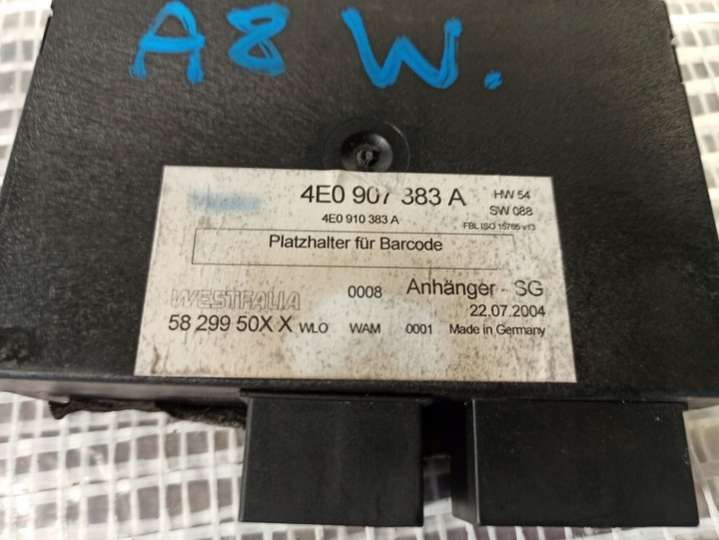 A8 W.
4E0 907 383 A HW 54
4E0 910 383 A SW 088
FBL ISO 15765 v13
Platzhalter für Barcode
WESTFALIA 0008 Anhänger - SG
22.07.2004
58 299 50X X WLO WAM 0001 Made in Germany